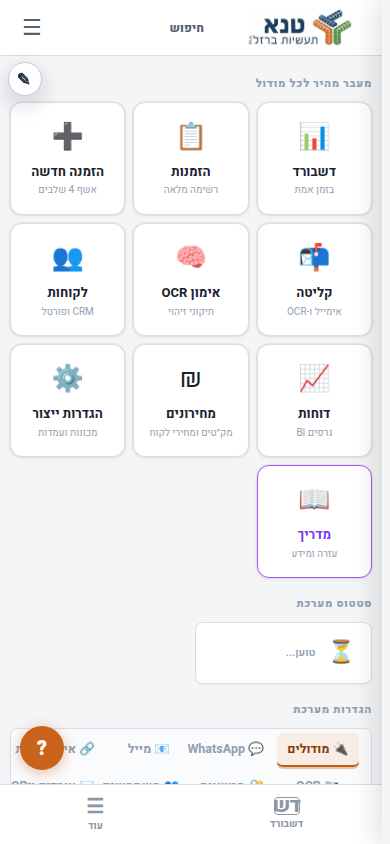 טנא
תעשיות ברזל
חיפוש
מעבר מהיר לכל מודול
דשבורד
בזמן אמת
הזמנות
רשימה מלאה
הזמנה חדשה
אשף 4 שלבים
קליטה
אימייל ו-OCR
אימון OCR
תיקוני זיהוי
לקוחות
CRM ופורטל
דוחות
גרפים BI
₪
מחירונים
מק"טים ומחירי לקוח
הגדרות ייצור
מכונות ועמדות
מדריך
עזרה ומידע
סטטוס מערכת
טוען...
הגדרות מערכת
מודולים
WhatsApp
מייל
?
דש
דשבורד
עוד